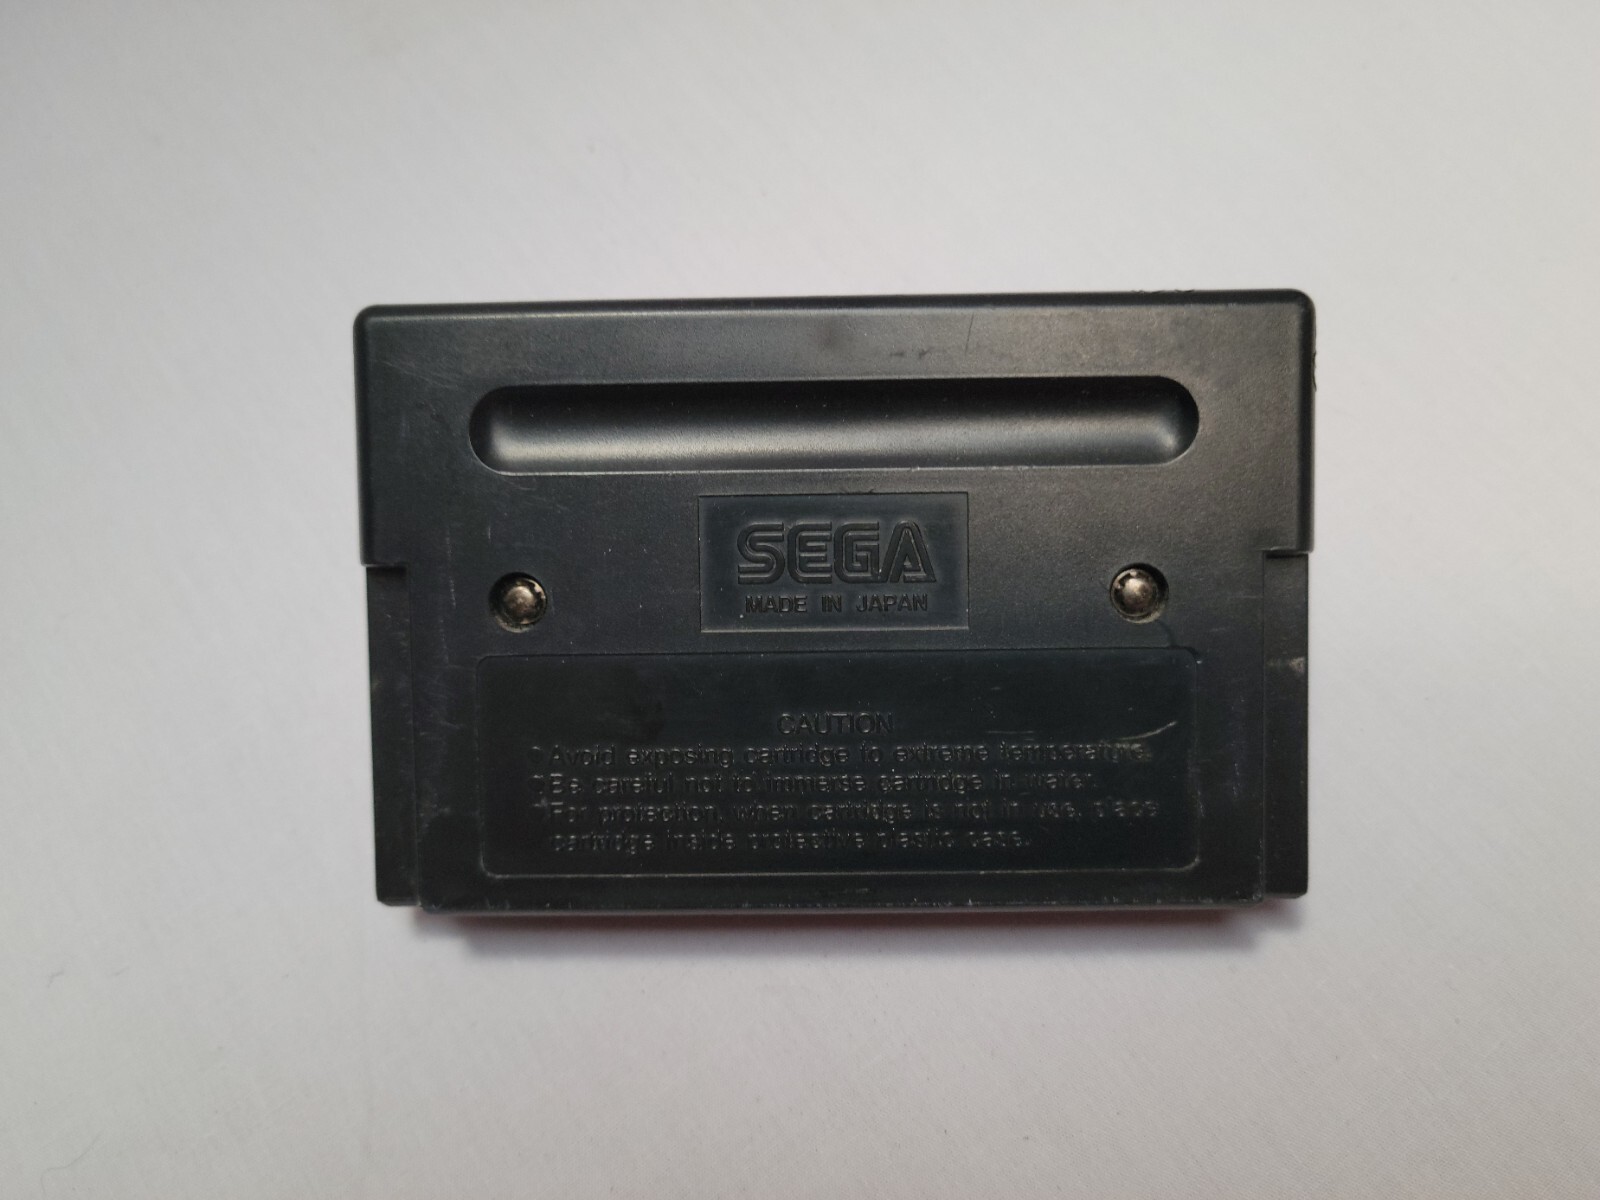 SEGA
MADE IN JAPAN
CAUTION
• Avoid exposing cartridge to extreme temperature.
• Be careful not to immerse cartridge in water.
• For protection, when cartridge is not in use, place
cartridge inside protective plastic case.